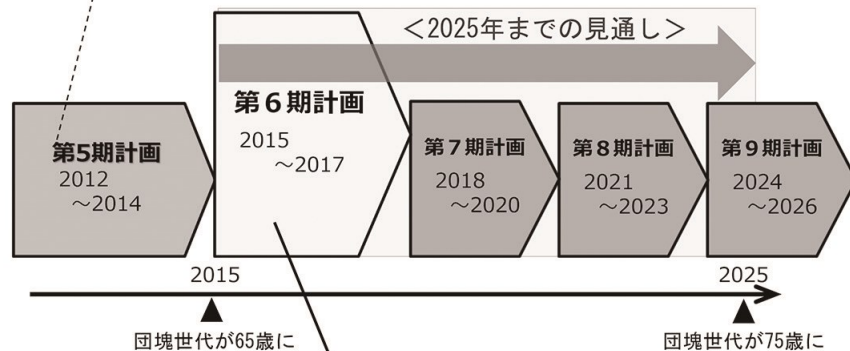 ＜2025年までの見通し＞
第5期計画
2012
～2014
第６期計画
2015
～2017
第７期計画
2018
～2020
第８期計画
2021
～2023
第９期計画
2024
～2026
2015
2025
団塊世代が65歳に
団塊世代が75歳に